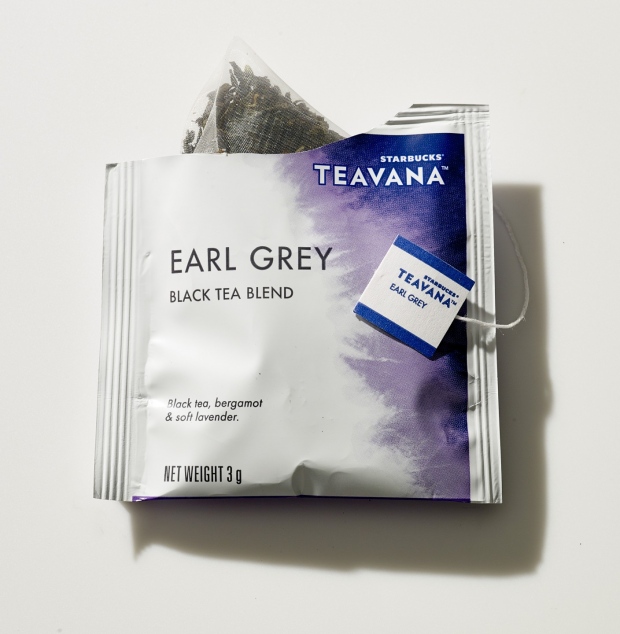 STARBUCKS®
TEAVANA™
EARL GREY
BLACK TEA BLEND
STARBUCKS®
TEAVANA™
EARL GREY
Black tea, bergamot
& soft lavender.
NET WEIGHT 3 g